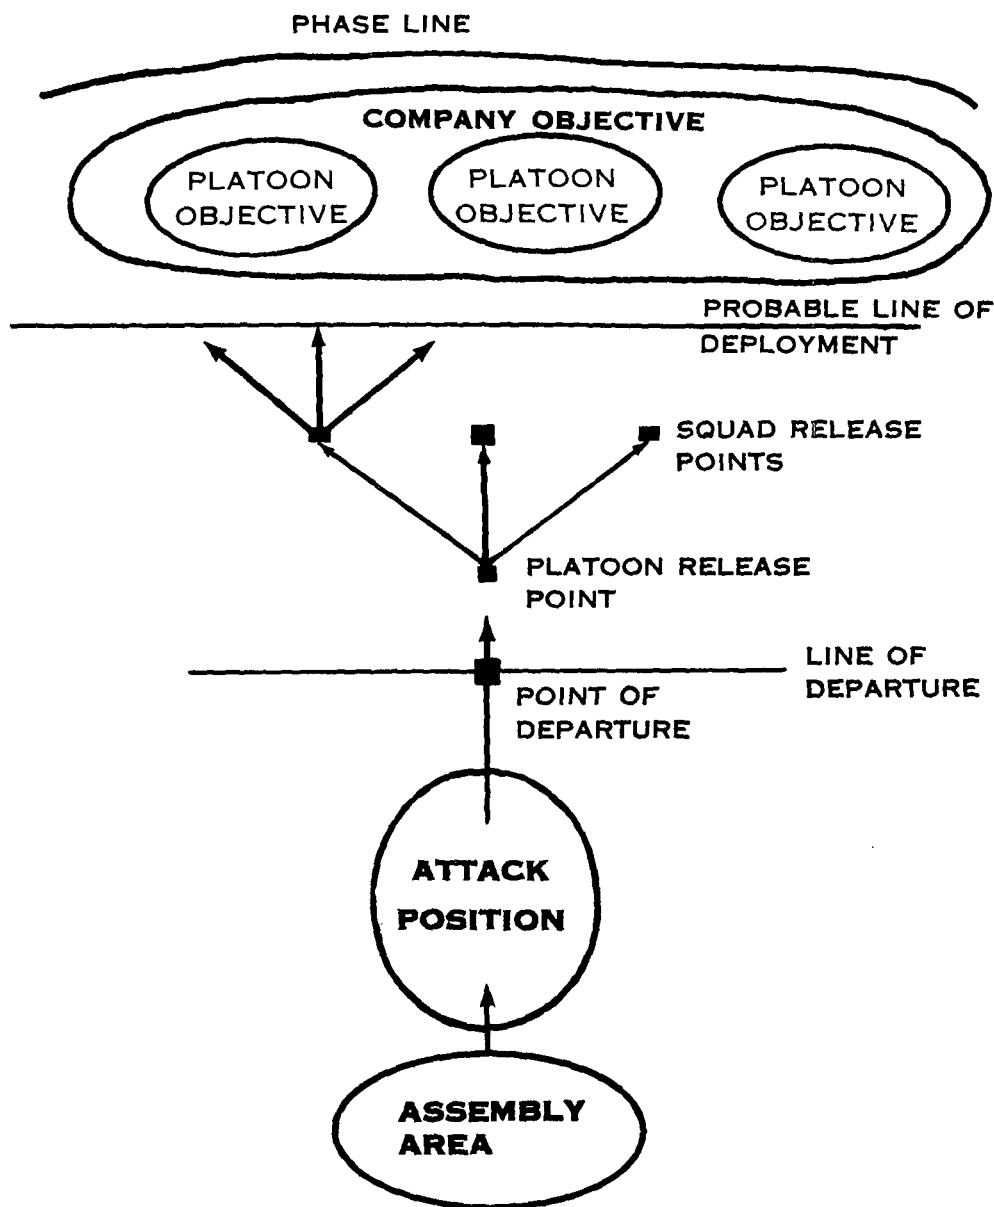 PHASE LINE
COMPANY OBJECTIVE
PLATOON
OBJECTIVE
PLATOON
OBJECTIVE
PLATOON
OBJECTIVE
PROBABLE LINE OF
DEPLOYMENT
SQUAD RELEASE
POINTS
PLATOON RELEASE
POINT
LINE OF
DEPARTURE
POINT OF
DEPARTURE
ATTACK
POSITION
ASSEMBLY
AREA